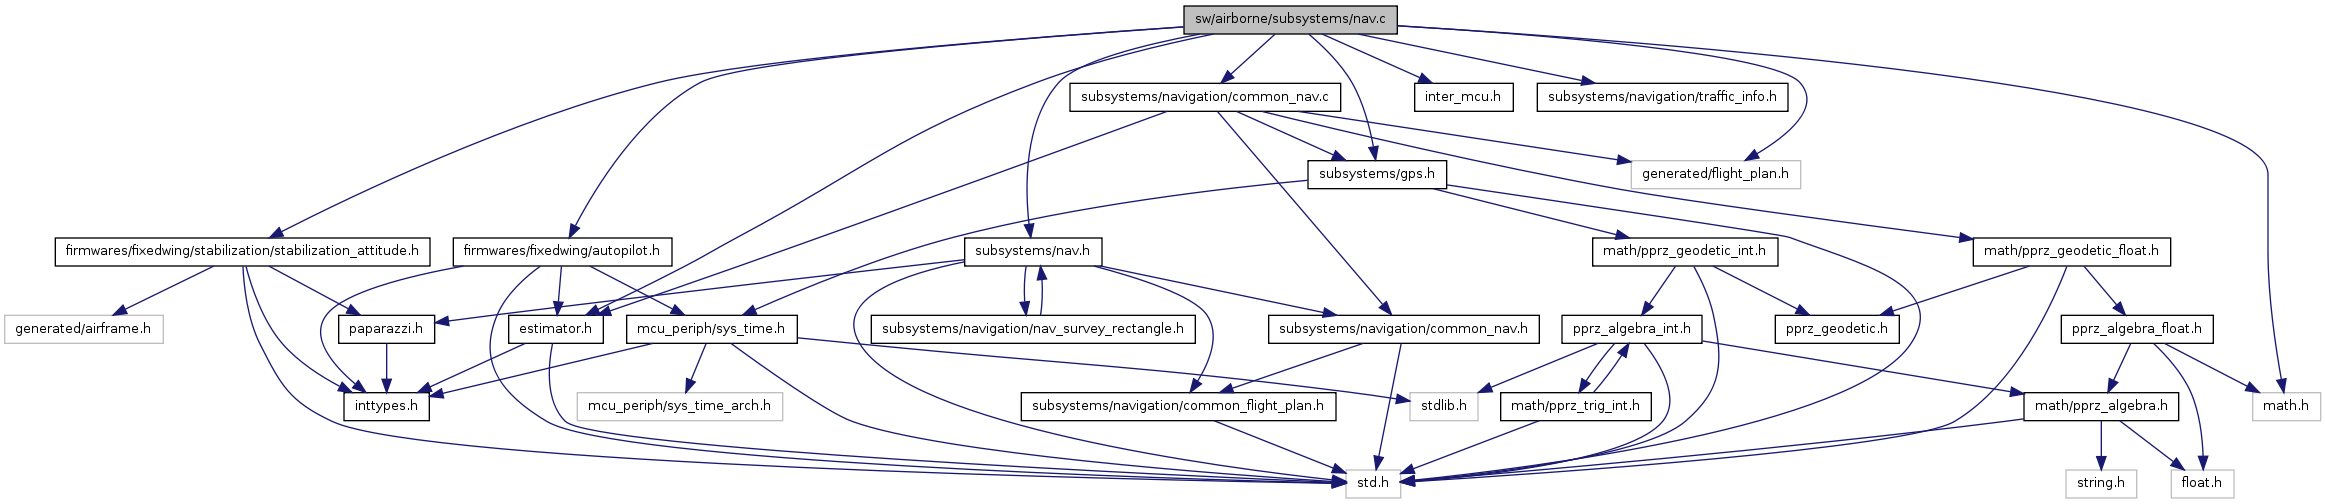 sw/airborne/subsystems/nav.c
subsystems/navigation/common_nav.c
inter_mcu.h
subsystems/navigation/traffic_info.h
subsystems/gps.h
generated/flight_plan.h
firmwares/fixedwing/stabilization/stabilization_attitude.h
firmwares/fixedwing/autopilot.h
subsystems/nav.h
math/pprz_geodetic_int.h
math/pprz_geodetic_float.h
generated/airframe.h
paparazzi.h
estimator.h
mcu_periph/sys_time.h
subsystems/navigation/nav_survey_rectangle.h
subsystems/navigation/common_nav.h
pprz_algebra_int.h
pprz_geodetic.h
pprz_algebra_float.h
inttypes.h
mcu_periph/sys_time_arch.h
subsystems/navigation/common_flight_plan.h
stdlib.h
math/pprz_trig_int.h
math/pprz_algebra.h
math.h
std.h
string.h
float.h